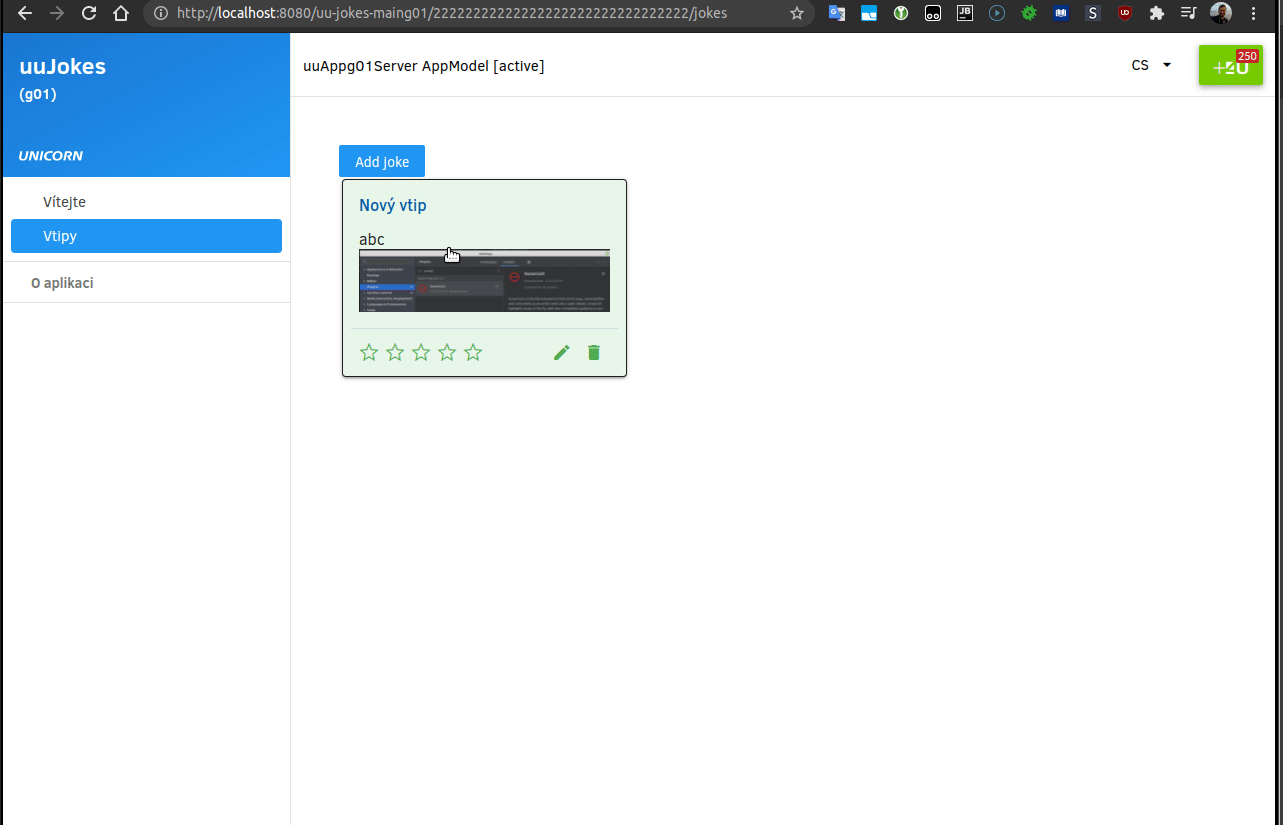 http://localhost:8080/uu-jokes-maing01/22222222222222222222222222222222/jokes
JB
S
uuJokes
(g01)
UNICORN
uuAppg01Server AppModel [active]
CS
250
Vítejte
Vtipy
O aplikaci
Add joke
Nový vtip
abc